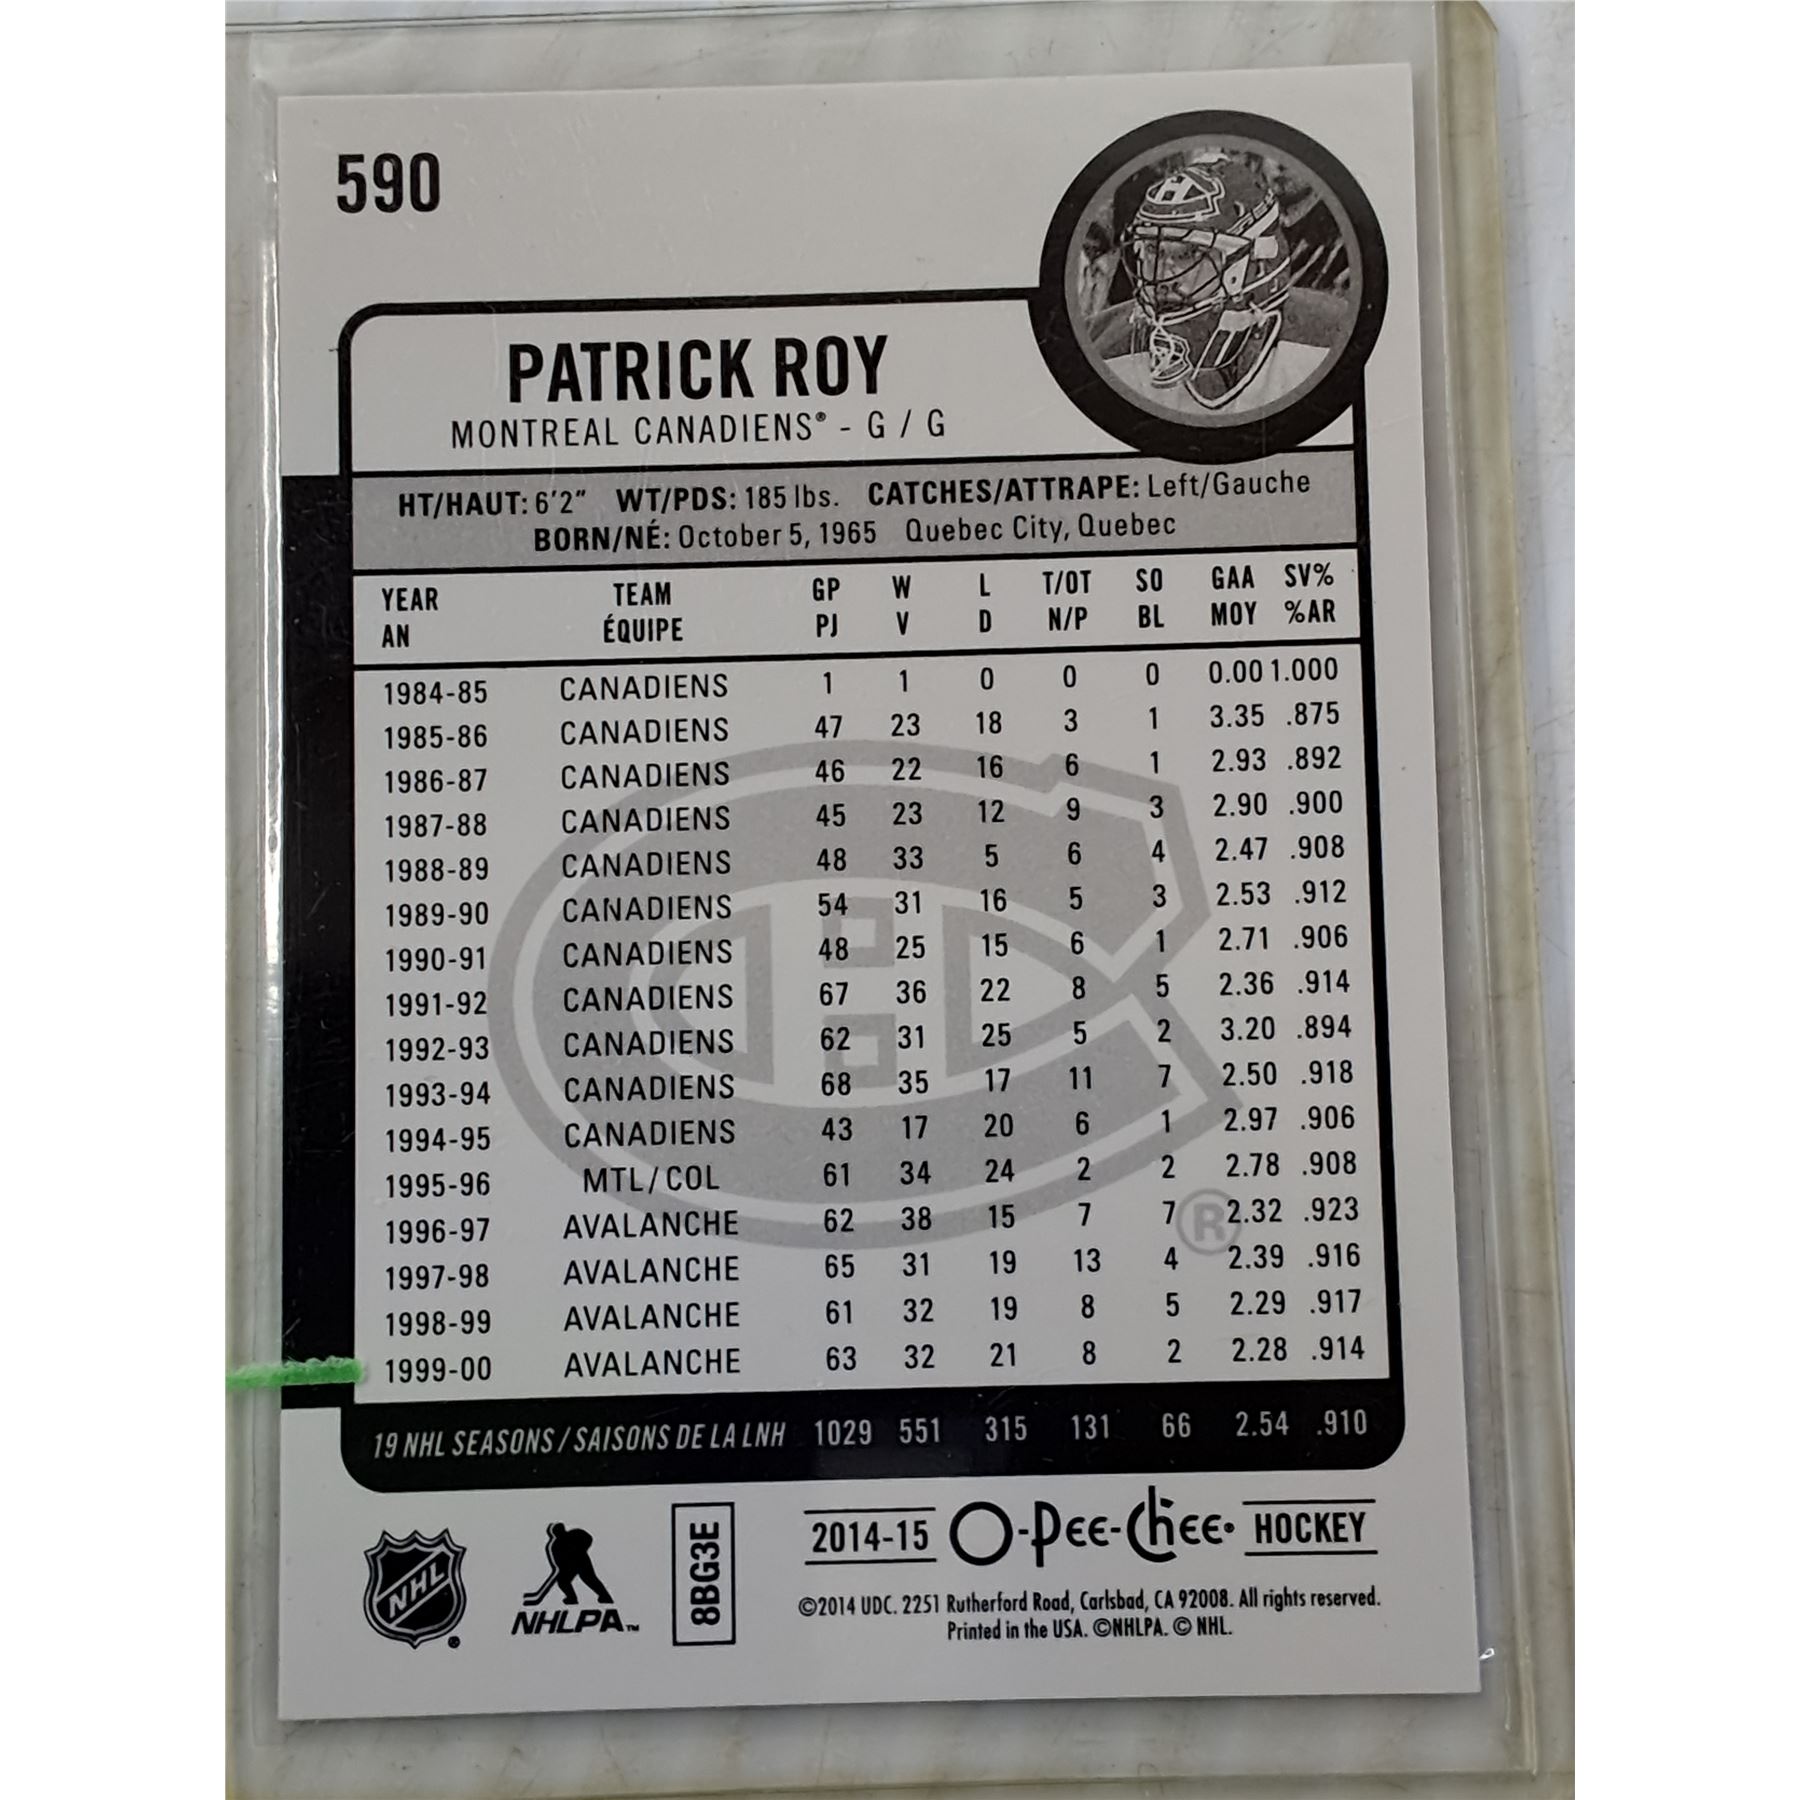 590
PATRICK ROY
MONTREAL CANADIENS® - G / G
HT/HAUT: 6'2" WT/PDS: 185 lbs. CATCHES/ATTRAPE: Left/Gauche
BORN/NÉ: October 5, 1965 Quebec City, Quebec
YEAR TEAM GP W L T/OT SO GAA SV%
AN ÉQUIPE PJ V D N/P BL MOY %AR
1984-85 CANADIENS 1 1 0 0 0 0.00 1.000
1985-86 CANADIENS 47 23 18 3 1 3.35 .875
1986-87 CANADIENS 46 22 16 6 1 2.93 .892
1987-88 CANADIENS 45 23 12 9 3 2.90 .900
1988-89 CANADIENS 48 33 5 6 4 2.47 .908
1989-90 CANADIENS 54 31 16 5 3 2.53 .912
1990-91 CANADIENS 48 25 15 6 1 2.71 .906
1991-92 CANADIENS 67 36 22 8 5 2.36 .914
1992-93 CANADIENS 62 31 25 5 2 3.20 .894
1993-94 CANADIENS 68 35 17 11 7 2.50 .918
1994-95 CANADIENS 43 17 20 6 1 2.97 .906
1995-96 MTL/COL 61 34 24 2 2 2.78 .908
1996-97 AVALANCHE 62 38 15 7 7 2.32 .923
1997-98 AVALANCHE 65 31 19 13 4 2.39 .916
1998-99 AVALANCHE 61 32 19 8 5 2.29 .917
1999-00 AVALANCHE 63 32 21 8 2 2.28 .914
®
19 NHL SEASONS / SAISONS DE LA LNH 1029 551 315 131 66 2.54 .910
NHL®
NHLPA™
8BG3E
2014-15 O-Pee-Chee® HOCKEY
©2014 UDC. 2251 Rutherford Road, Carlsbad, CA 92008. All rights reserved.
Printed in the USA. ©NHLPA. © NHL.